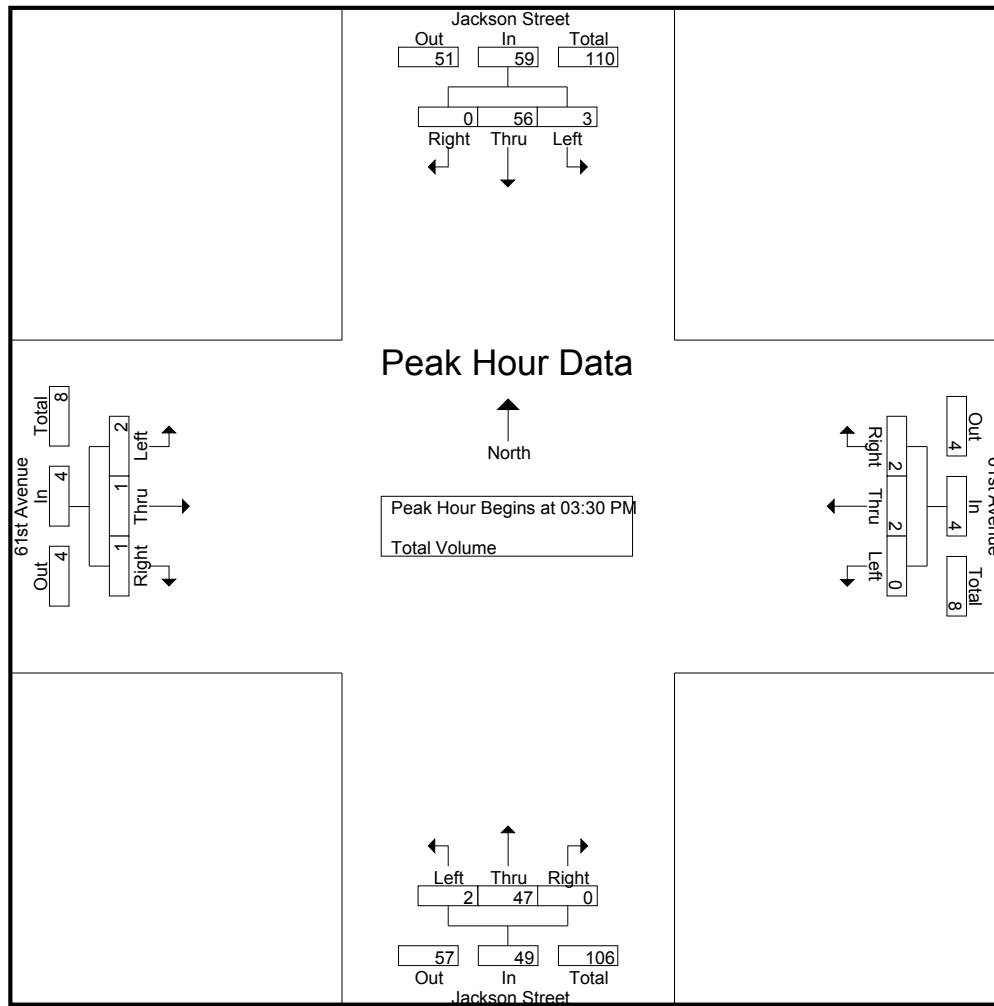 Jackson Street
Out In Total
51 59 110
0 56 3
Right Thru Left
Peak Hour Data
North
Peak Hour Begins at 03:30 PM
Total Volume
61st Avenue
Total In Out
8 4 4
2 1 1
Left Thru Right
Right Thru Left
2 2 0
4 4 8
Out In Total
61st Avenue
Left Thru Right
2 47 0
57 49 106
Out In Total
Jackson Street